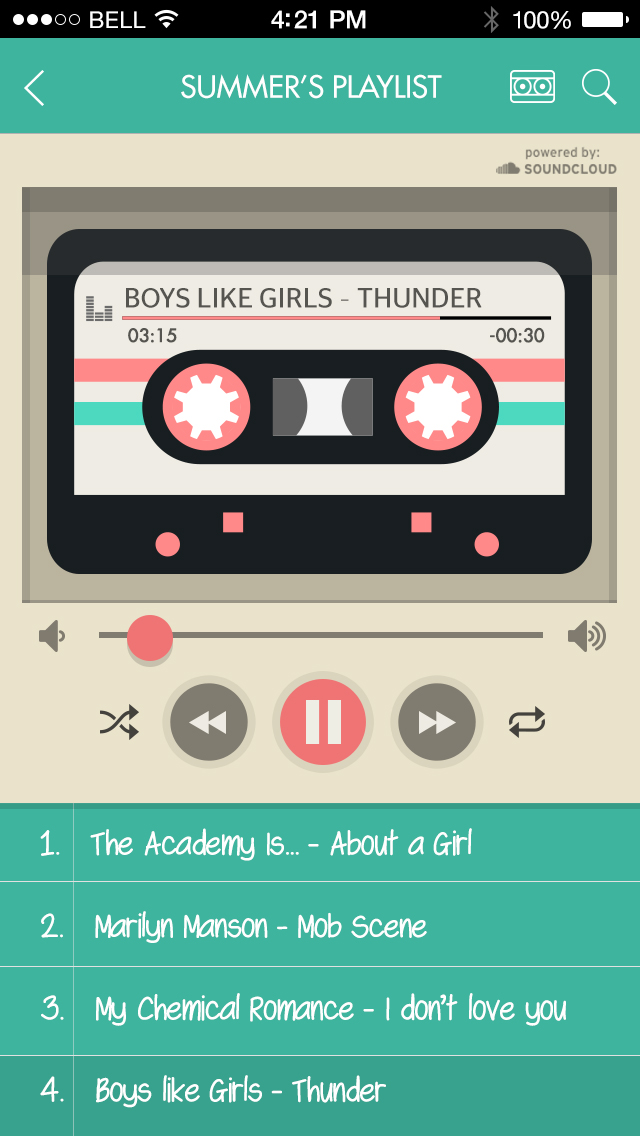 BELL 4:21 PM 100%
SUMMER'S PLAYLIST
powered by:
SOUNDCLOUD
BOYS LIKE GIRLS - THUNDER
03:15 -00:30
1. The Academy Is... - About a Girl
2. Marilyn Manson - Mob Scene
3. My Chemical Romance - I don't love you
4. Boys like Girls - Thunder